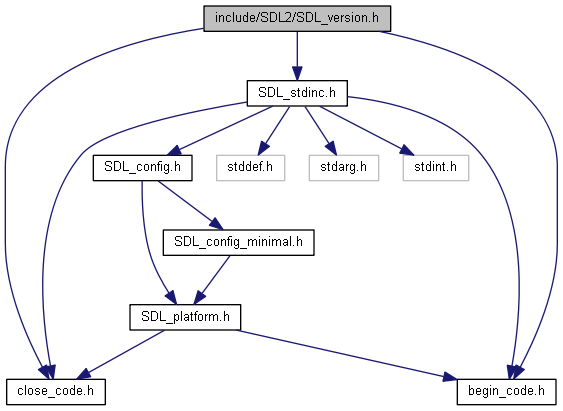 include/SDL2/SDL_version.h
SDL_stdinc.h
SDL_config.h
stddef.h
stdarg.h
stdint.h
SDL_config_minimal.h
SDL_platform.h
close_code.h
begin_code.h